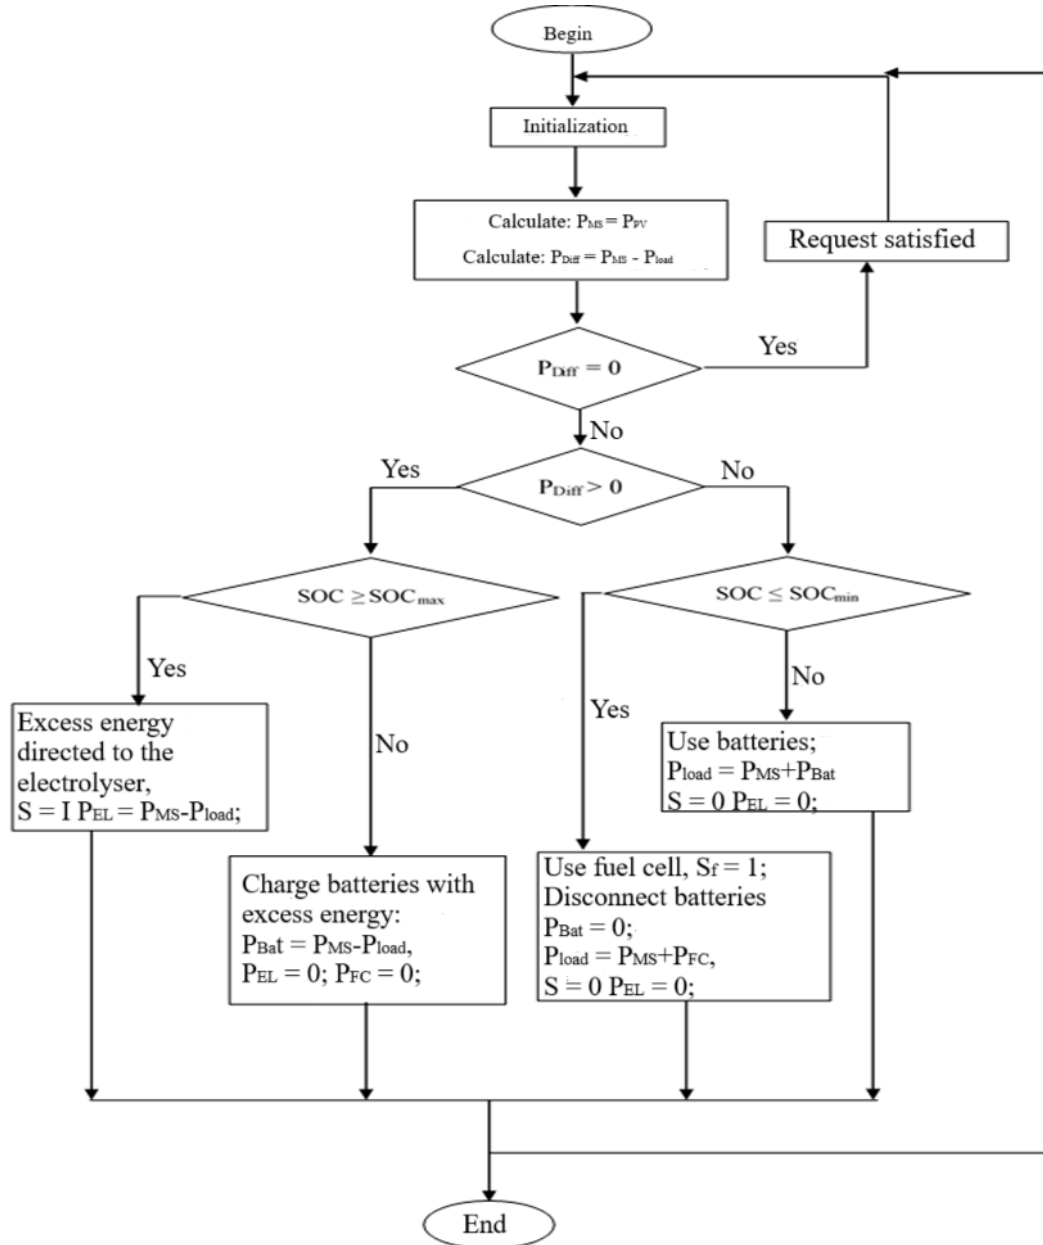 Begin
Initialization
Calculate: PMS = PPV
Calculate: PDiff = PMS - Pload
Request satisfied
PDiff = 0
Yes
No
PDiff > 0
Yes
No
SOC ≥ SOCmax
SOC ≤ SOCmin
Yes
No
Yes
No
Excess energy
directed to the
electrolyser,
S = I PEL = PMS-Pload;
Use batteries;
Pload = PMS+PBat
S = 0 PEL = 0;
Charge batteries with
excess energy:
PBat = PMS-Pload,
PEL = 0; PFC = 0;
Use fuel cell, Sf = 1;
Disconnect batteries
PBat = 0;
Pload = PMS+PFC,
S = 0 PEL = 0;
End